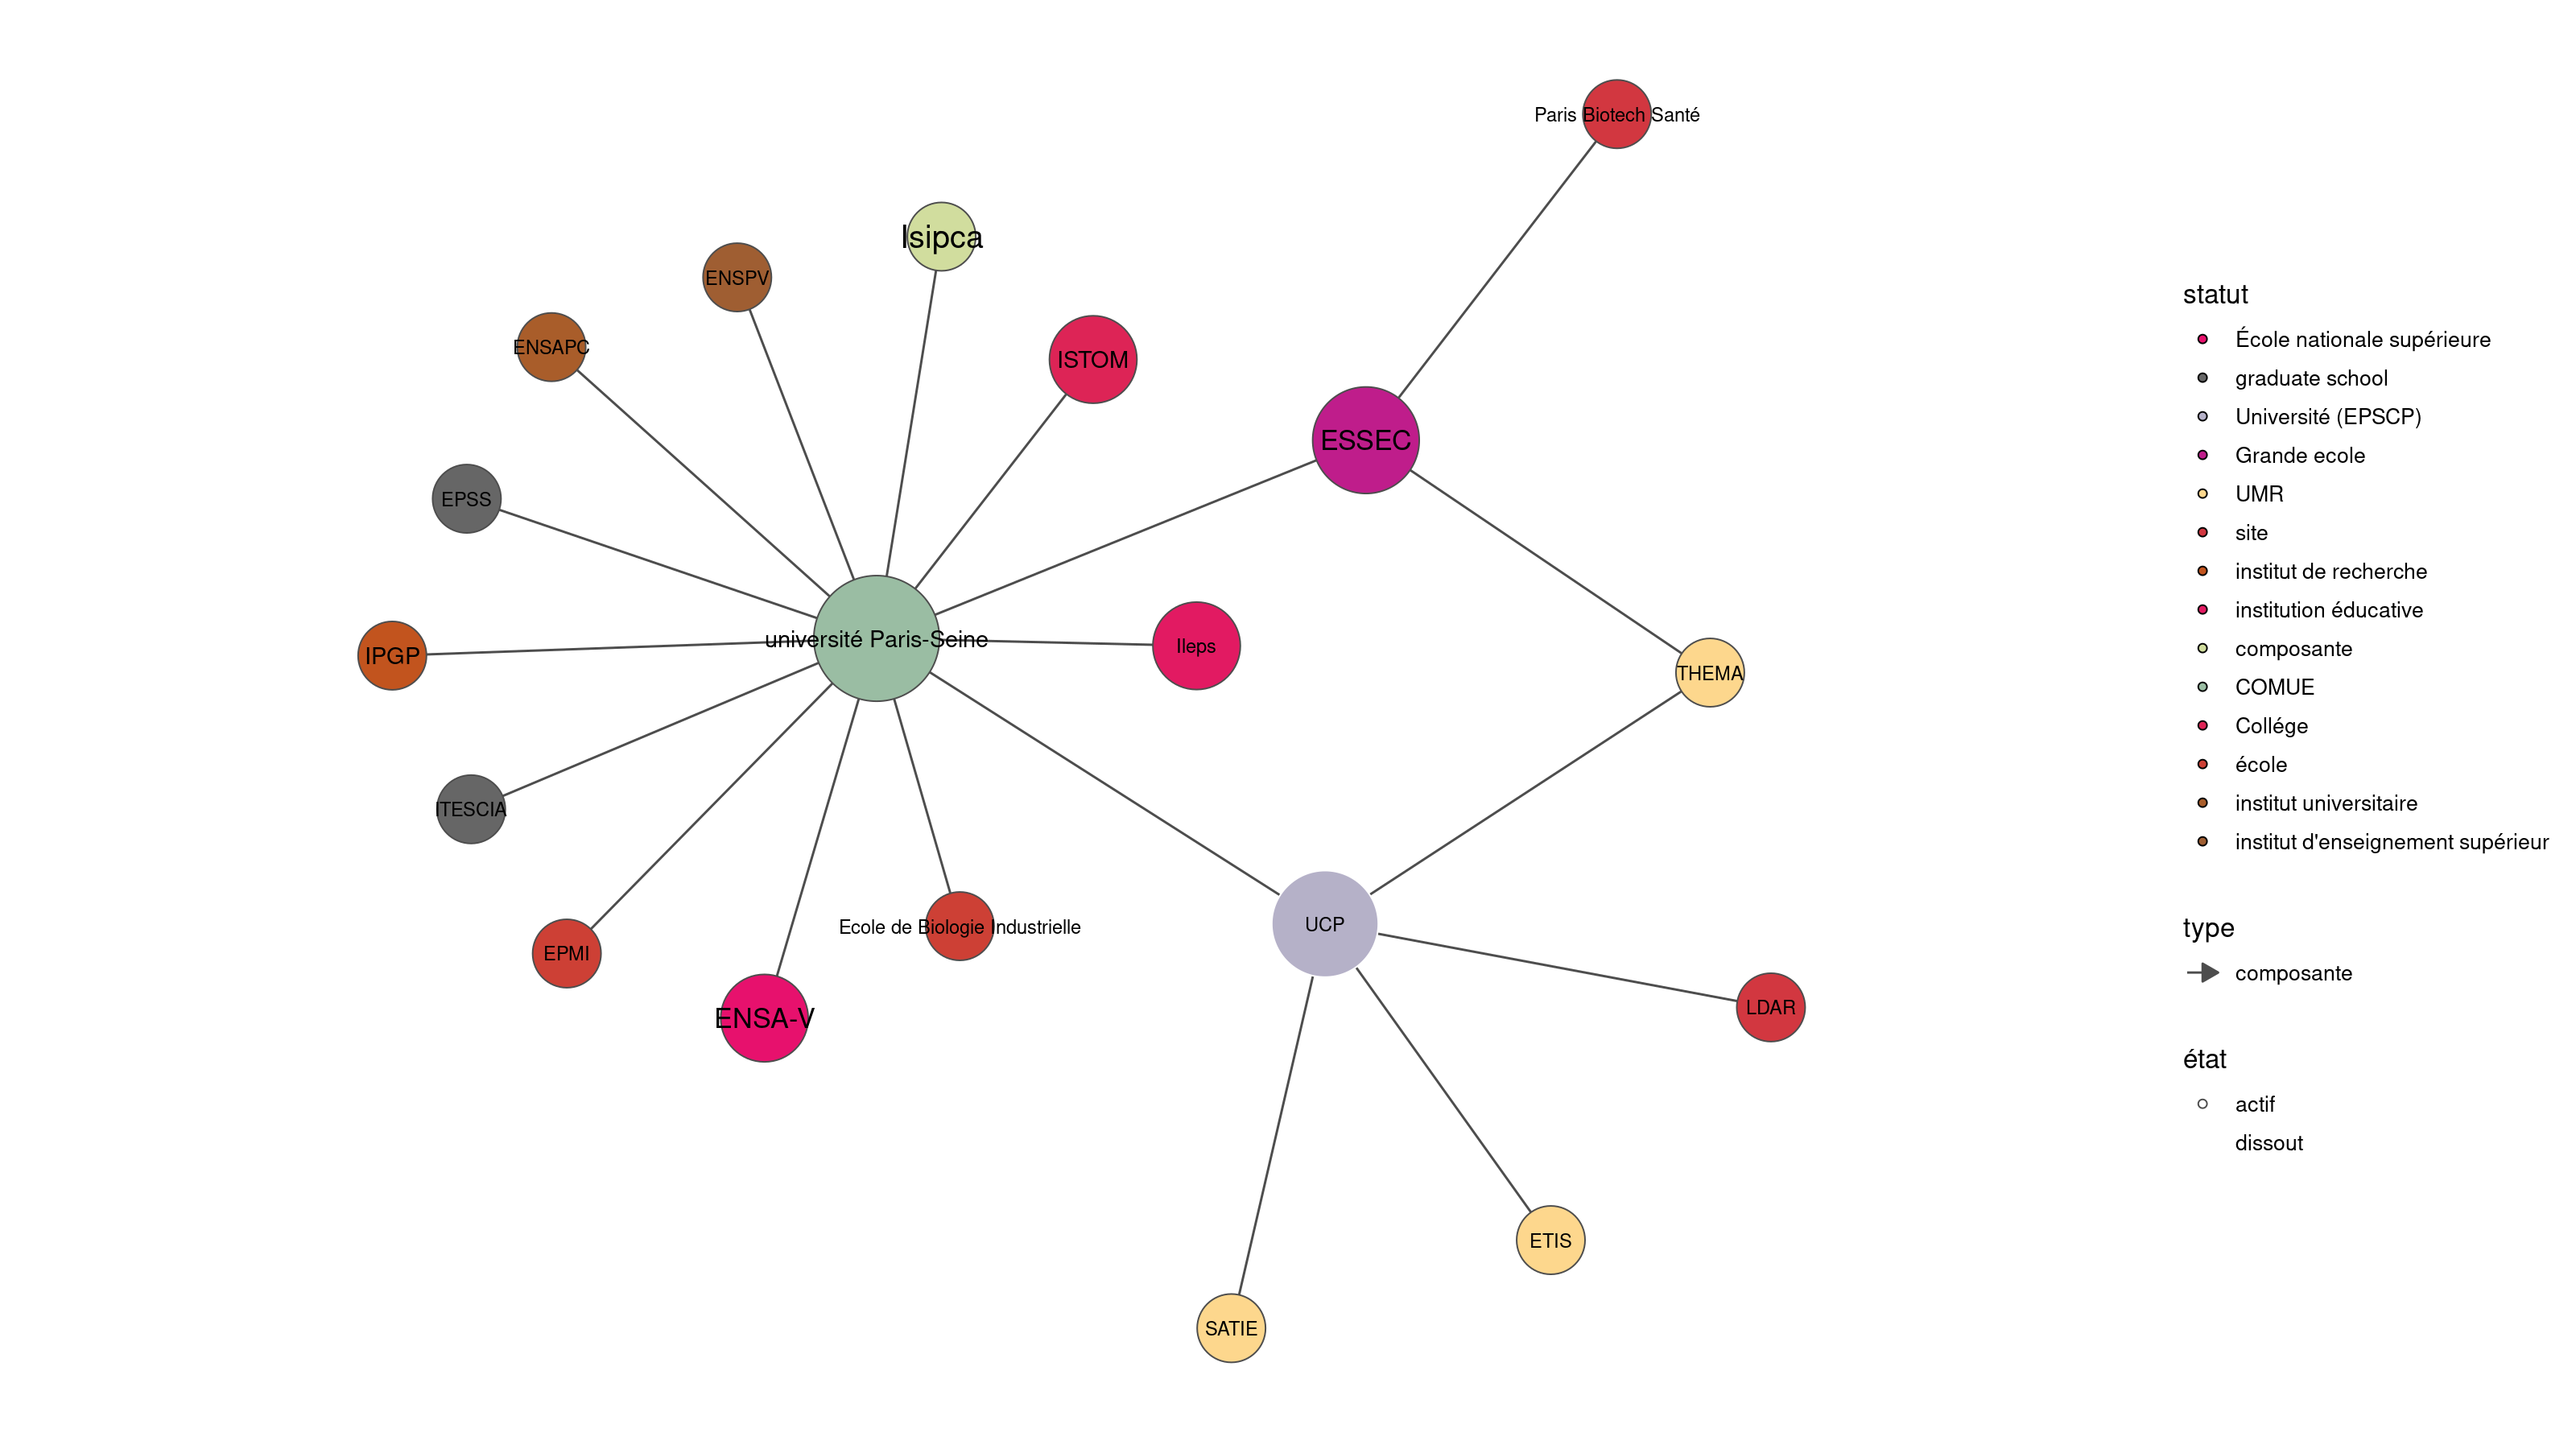 Paris Biotech Santé
Isipca
ENSPV
ENSAPC
ISTOM
ESSEC
EPSS
université Paris-Seine
Ileps
IPGP
THEMA
ITESCIA
EPMI
Ecole de Biologie Industrielle
UCP
ENSA-V
LDAR
ETIS
SATIE
statut
École nationale supérieure
graduate school
Université (EPSCP)
Grande ecole
UMR
site
institut de recherche
institution éducative
composante
COMUE
Collége
école
institut universitaire
institut d'enseignement supérieur
type
composante
état
actif
dissout